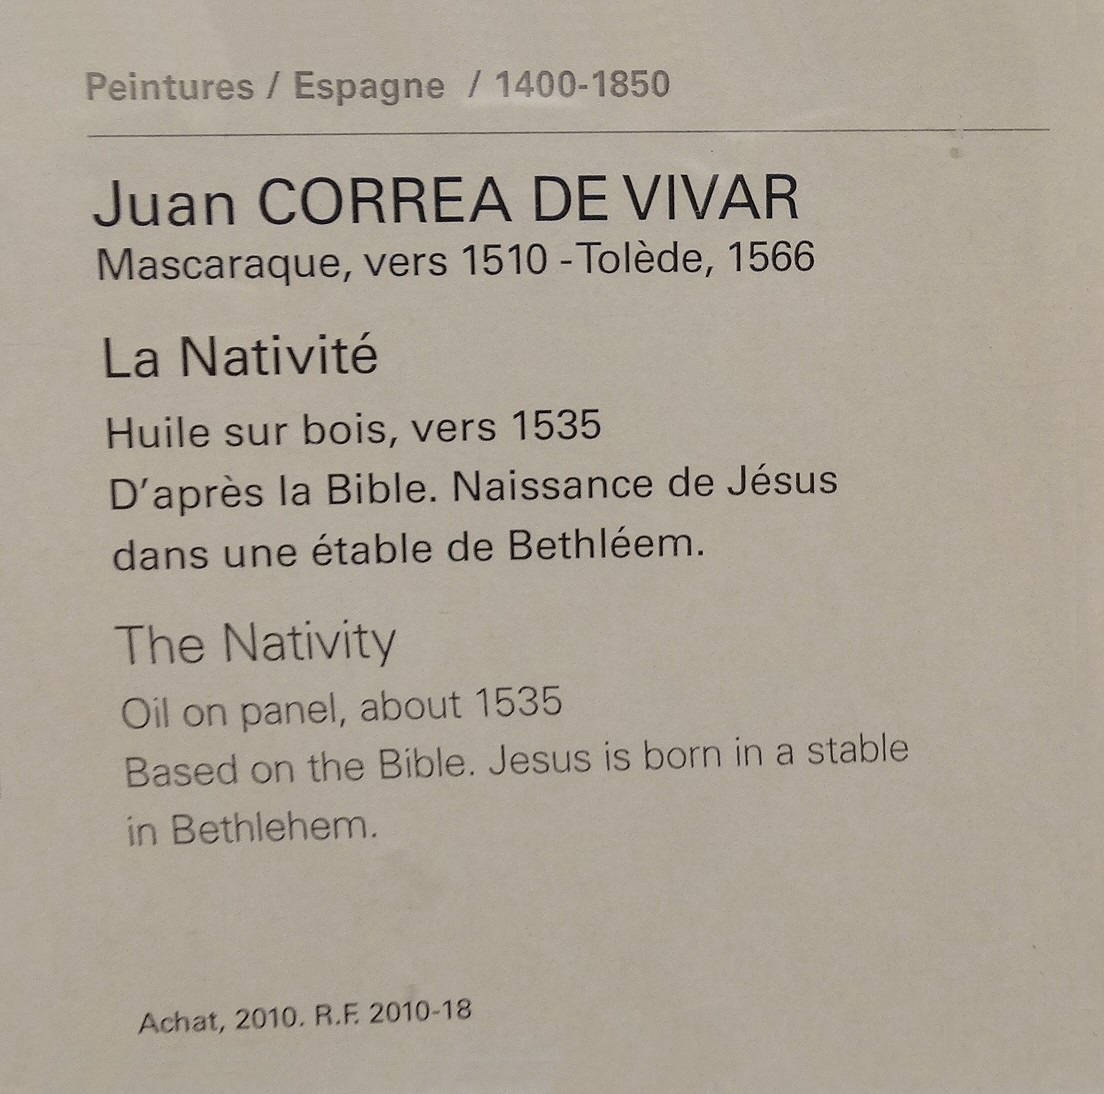 Peintures / Espagne / 1400-1850
Juan CORREA DE VIVAR
Mascaraque, vers 1510 - Tolède, 1566
La Nativité
Huile sur bois, vers 1535
D'après la Bible. Naissance de Jésus
dans une étable de Bethléem.
The Nativity
Oil on panel, about 1535
Based on the Bible. Jesus is born in a stable
in Bethlehem.
Achat, 2010. R.F. 2010-18